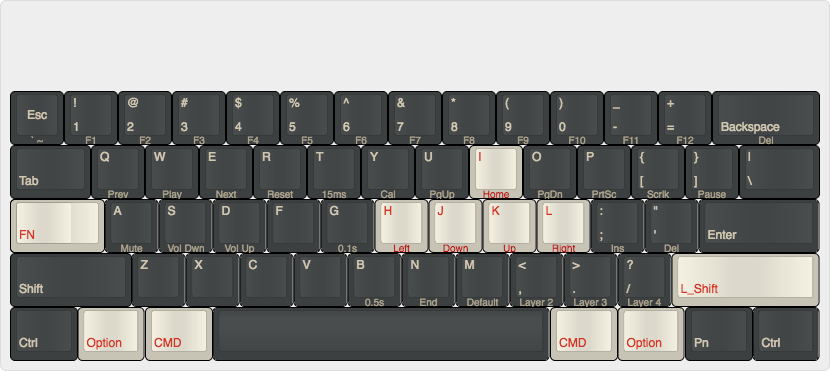 ! @ # $ % ^ & * ( ) _ +
Esc 1 2 3 4 5 6 7 8 9 0 - = Backspace
` ~ F1 F2 F3 F4 F5 F6 F7 F8 F9 F10 F11 F12 Del
Q W E R T Y U I O P { } |
Tab [ ] \
Prev Play Next Reset 15ms Cal PgUp Home PgDn PrtSc Scrlk Pause
A S D F G H J K L : "
FN ; ' Enter
Mute Vol Dwn Vol Up 0.1s Left Down Up Right Ins Del
Z X C V B N M < > ?
Shift , . / L_Shift
0.5s End Default Layer 2 Layer 3 Layer 4
Ctrl Option CMD CMD Option Pn Ctrl